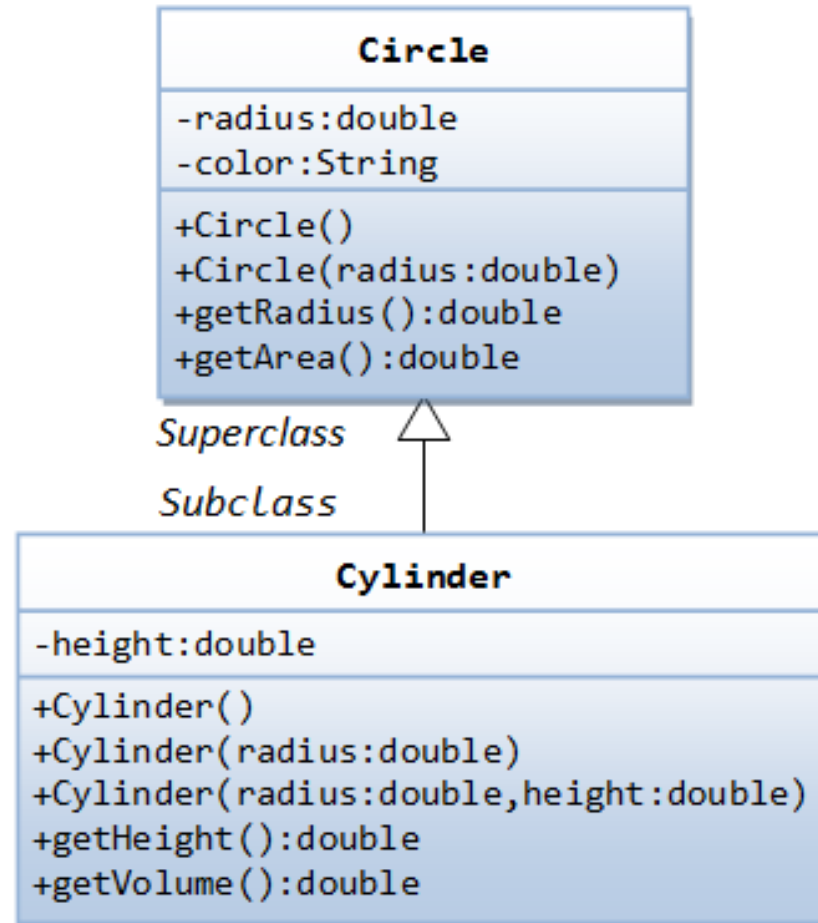 Circle
-radius:double
-color:String
+Circle()
+Circle(radius:double)
+getRadius():double
+getArea():double
Superclass
Subclass
Cylinder
-height:double
+Cylinder()
+Cylinder(radius:double)
+Cylinder(radius:double,height:double)
+getHeight():double
+getVolume():double